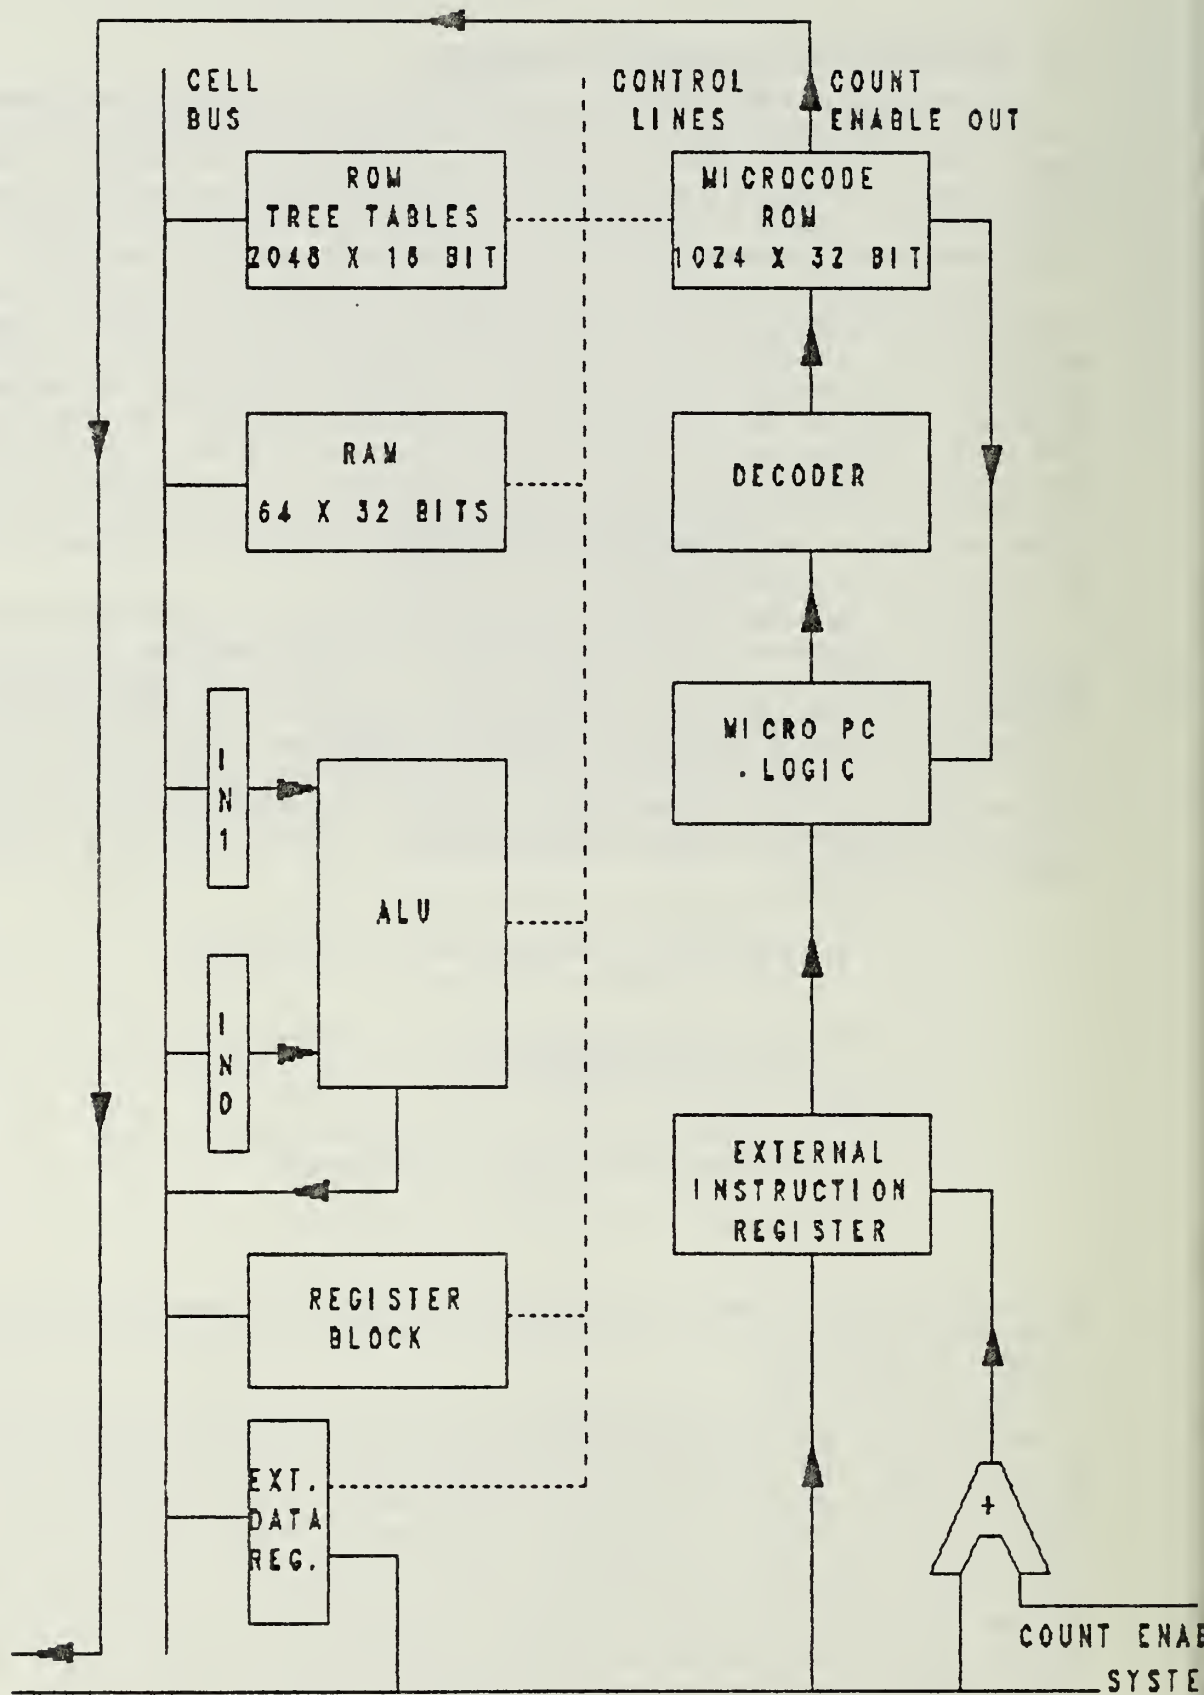 CELL
BUS
CONTROL
LINES
COUNT
ENABLE OUT
ROM
TREE TABLES
2048 X 16 BIT
MICROCODE
ROM
1024 X 32 BIT
RAM
64 X 32 BITS
DECODER
IN1
ALU
MICRO PC
LOGIC
IN0
EXTERNAL
INSTRUCTION
REGISTER
REGISTER
BLOCK
EXT.
DATA
REG.
+
COUNT ENAB
SYSTE